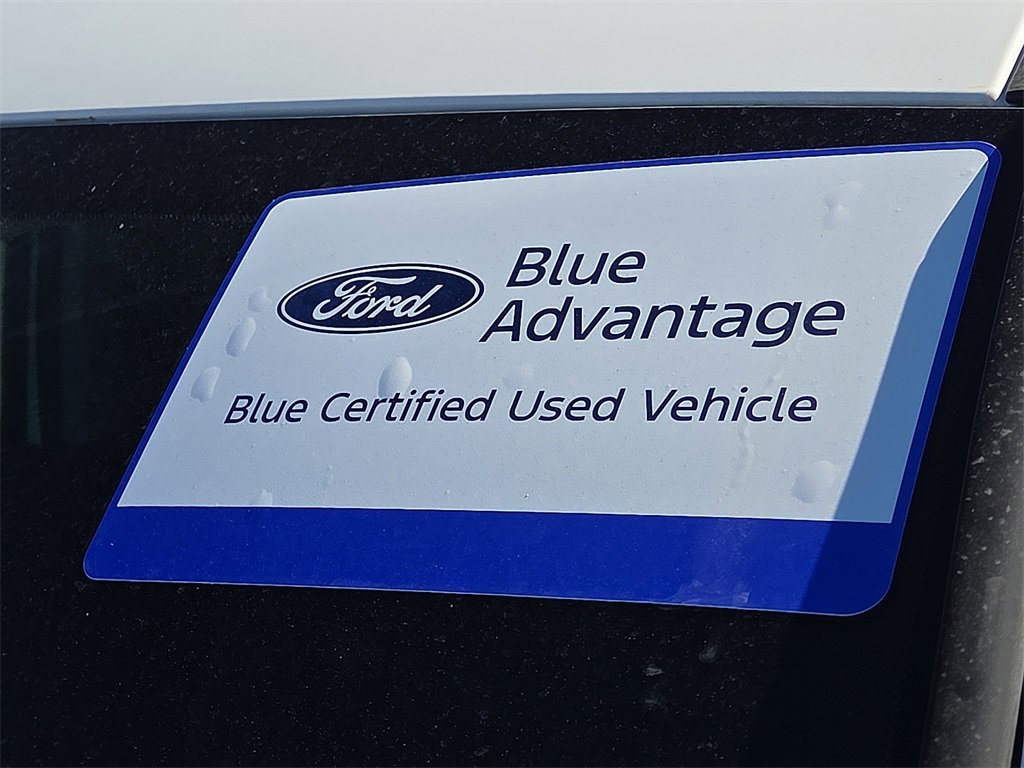 Ford
Blue
Advantage
Blue Certified Used Vehicle